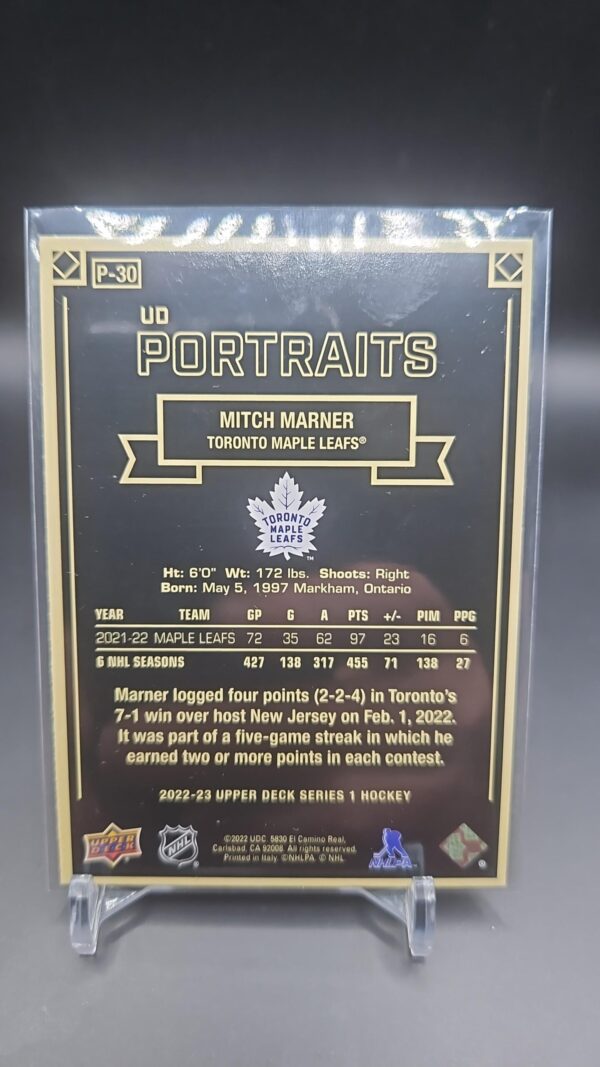 P-30
UD
PORTRAITS
MITCH MARNER
TORONTO MAPLE LEAFS®
TORONTO
MAPLE
LEAFS
™
Ht: 6'0" Wt: 172 lbs. Shoots: Right
Born: May 5, 1997 Markham, Ontario
YEAR TEAM GP G A PTS +/- PIM PPG
2021-22 MAPLE LEAFS 72 35 62 97 23 16 6
6 NHL SEASONS 427 138 317 455 71 138 27
Marner logged four points (2-2-4) in Toronto's
7-1 win over host New Jersey on Feb. 1, 2022.
It was part of a five-game streak in which he
earned two or more points in each contest.
2022-23 UPPER DECK SERIES 1 HOCKEY
UPPER
DECK
NHL
©2022 UDC. 5830 El Camino Real,
Carlsbad, CA 92008. All rights reserved.
Printed in Italy. ©NHLPA. © NHL.
NHLPA
®